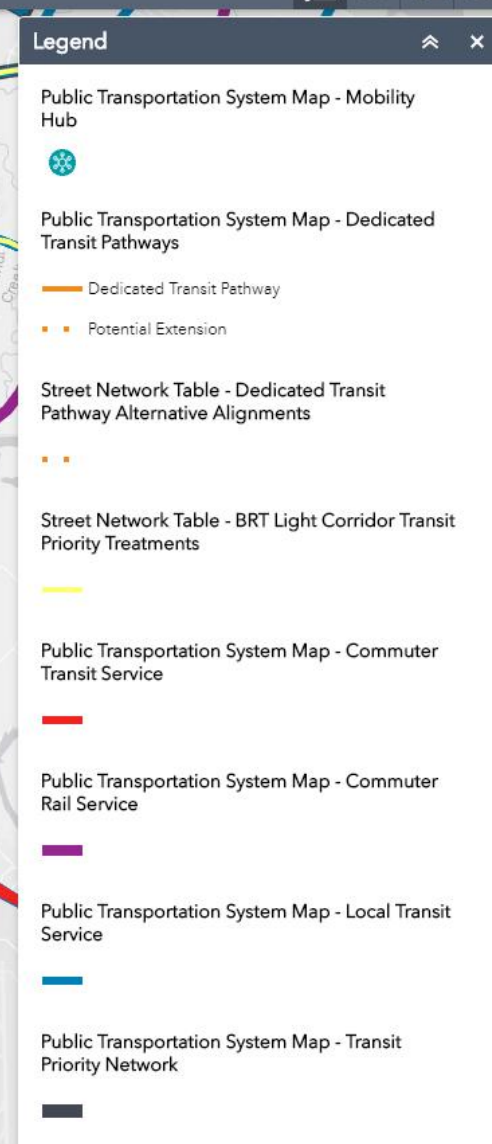 Legend
Public Transportation System Map - Mobility
Hub
Public Transportation System Map - Dedicated
Transit Pathways
Dedicated Transit Pathway
Potential Extension
Street Network Table - Dedicated Transit
Pathway Alternative Alignments
Street Network Table - BRT Light Corridor Transit
Priority Treatments
Public Transportation System Map - Commuter
Transit Service
Public Transportation System Map - Commuter
Rail Service
Public Transportation System Map - Local Transit
Service
Public Transportation System Map - Transit
Priority Network